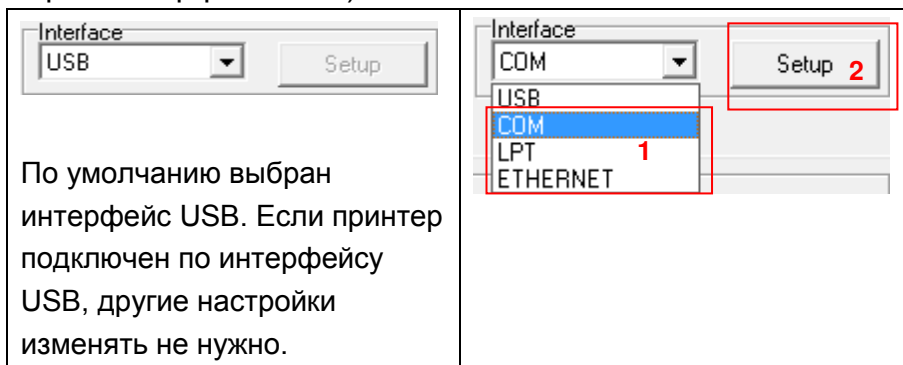 Interface
USB
Setup
По умолчанию выбран
интерфейс USB. Если принтер
подключен по интерфейсу
USB, другие настройки
изменять не нужно.
Interface
COM
Setup 2
USB
COM
LPT 1
ETHERNET